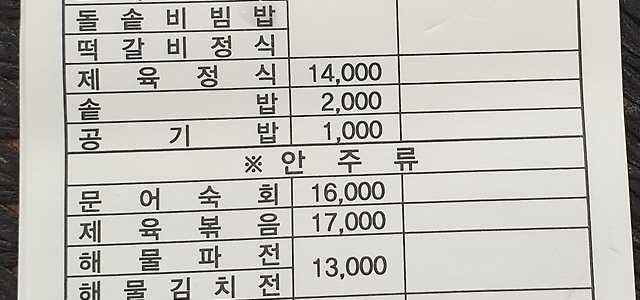 돌솥비빔밥
떡갈비정식
제육정식 14,000
솥밥 2,000
공기밥 1,000
※ 안주류
문어숙회 16,000
제육볶음 17,000
해물파전 13,000
해물김치전